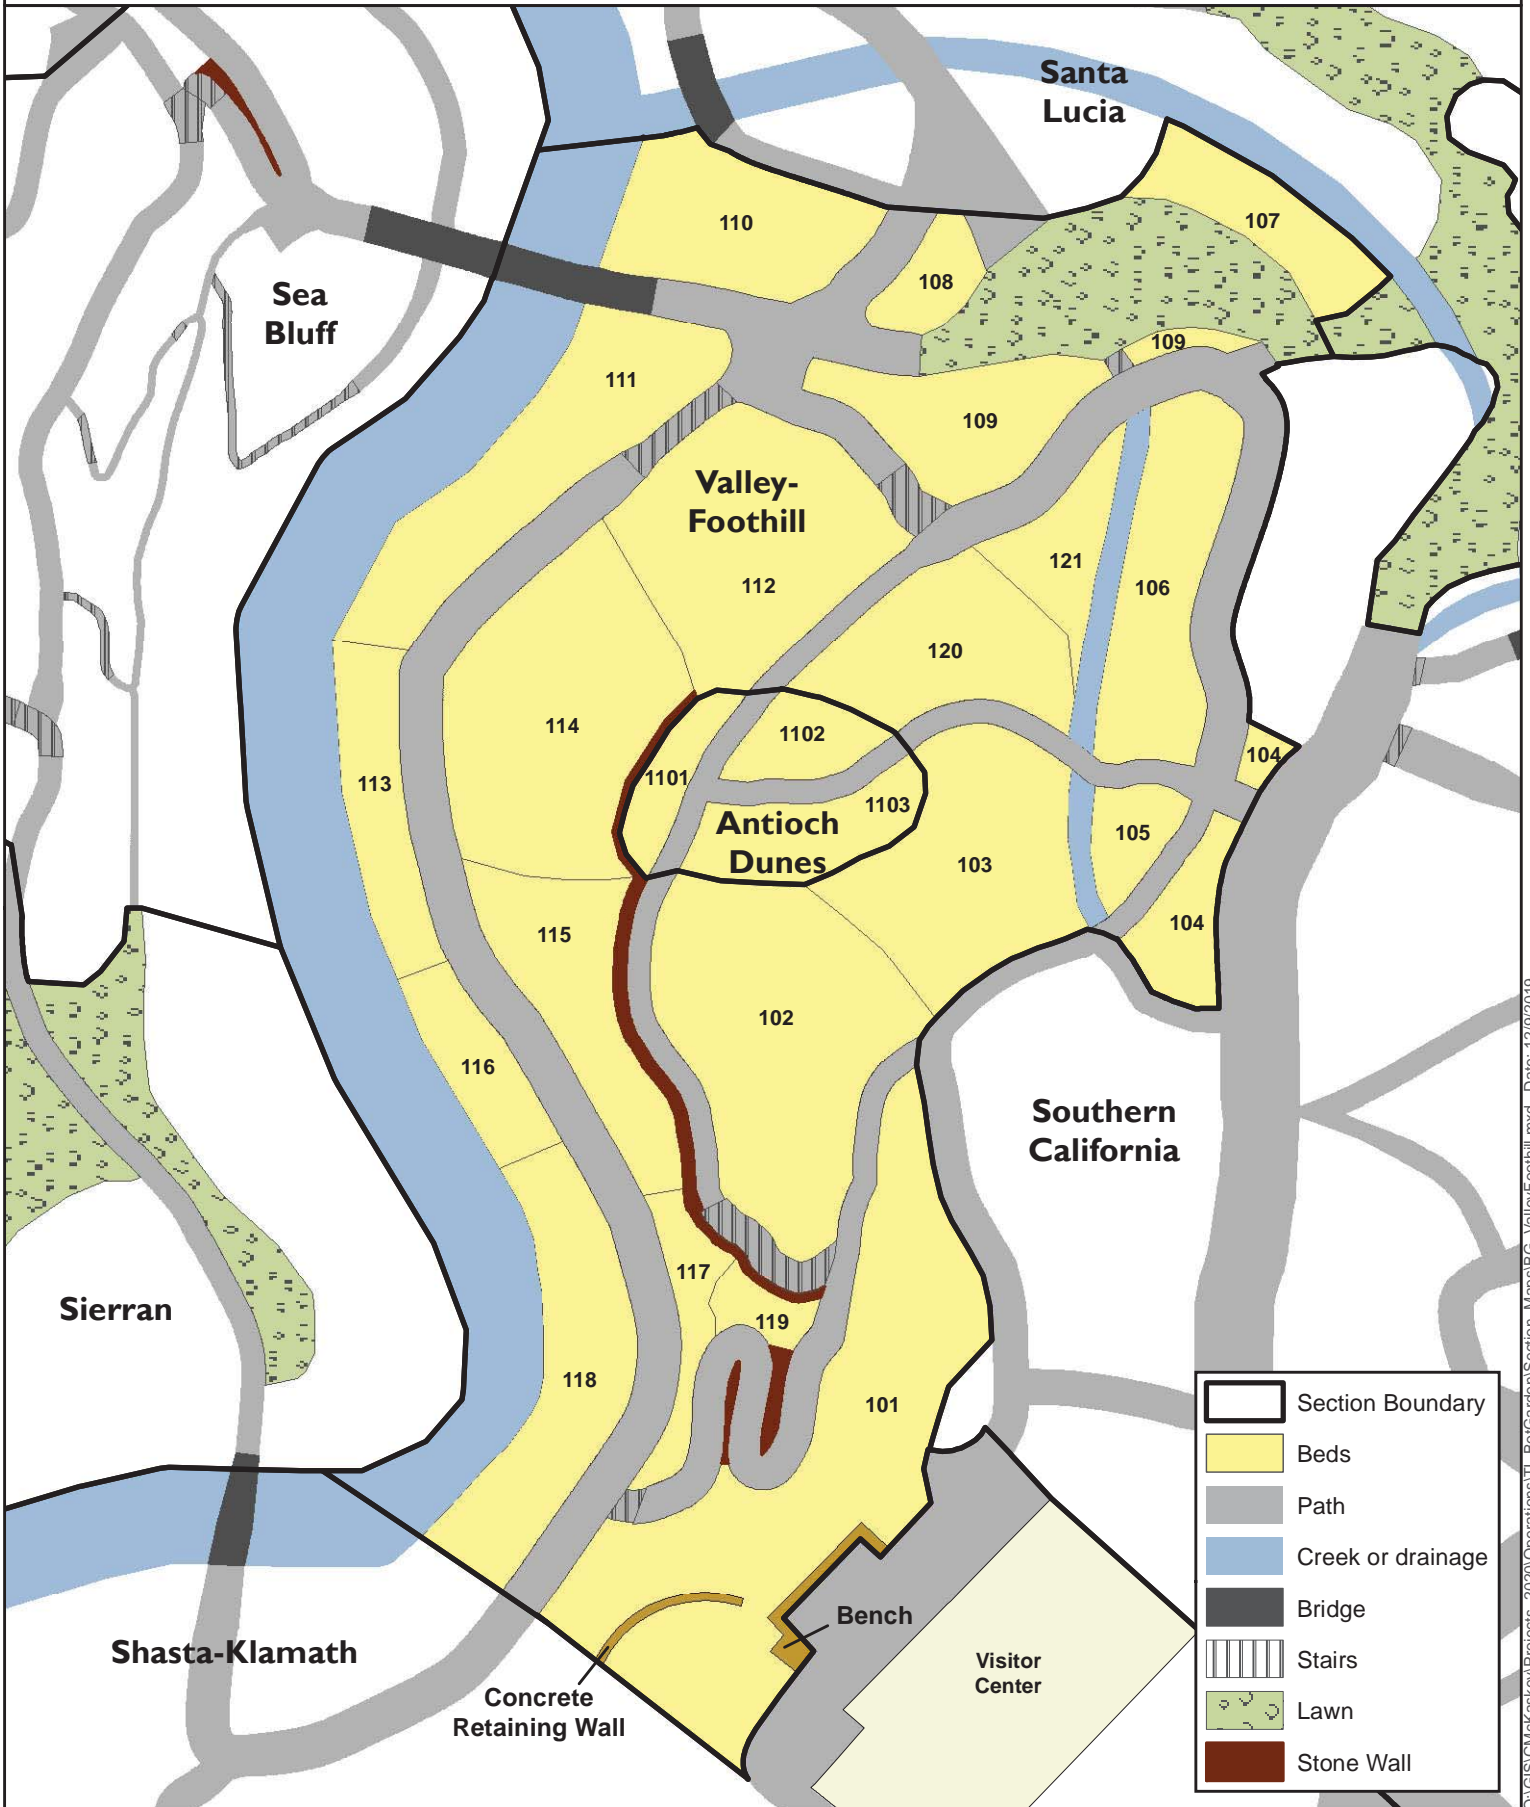 Santa
Lucia
107
110
108
Sea
Bluff
109
111
109
Valley-
Foothill
121
112
106
120
114
1102
104
1101
113
1103
Antioch
Dunes
105
103
104
115
102
116
Southern
California
117
Sierran
119
118
101
Section Boundary
Beds
Path
Creek or drainage
Bridge
Stairs
Lawn
Stone Wall
Bench
Shasta-Klamath
Visitor
Center
Concrete
Retaining Wall